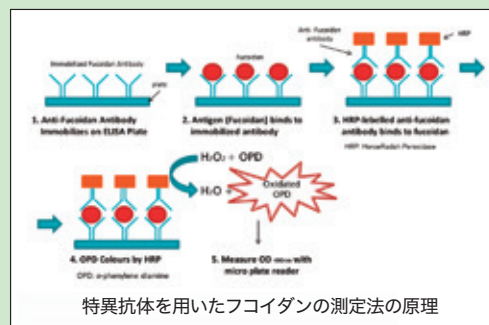 Immobilized Fucoidan Antibody
plate
1. Anti-Fucoidan Antibody
Immobilizes on ELISA Plate
Fucoidan
2. Antigen (Fucoidan) binds to
immobilized antibody
Anti- Fucoidan
antibody
HRP
3. HRP-labelled anti-fucoidan
antibody binds to fucoidan
HRP: HorseRadish Peroxidase
4. OPD Colours by HRP
OPD: o-phenylene diamine
H₂O₂ + OPD
H₂O +
Oxidated
OPD
5. Measure OD with
micro plate reader
特異抗体を用いたフコイダンの測定法の原理